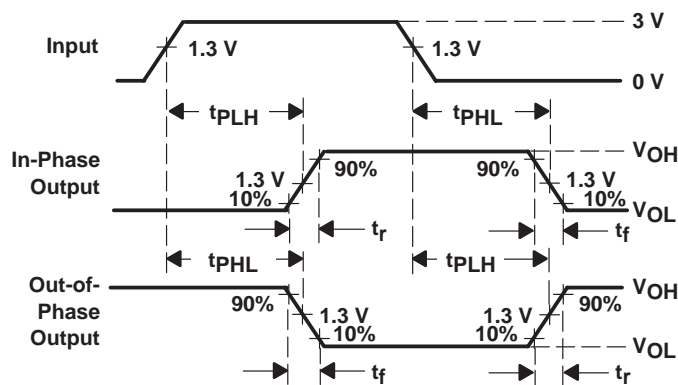 3 V
Input
1.3 V
1.3 V
0 V
tPLH
tPHL
In-Phase
Output
VOH
90%
90%
1.3 V
1.3 V
10%
10%
VOL
tr
tf
tPHL
tPLH
Out-of-
Phase
Output
VOH
90%
90%
1.3 V
1.3 V
10%
10%
VOL
tf
tr